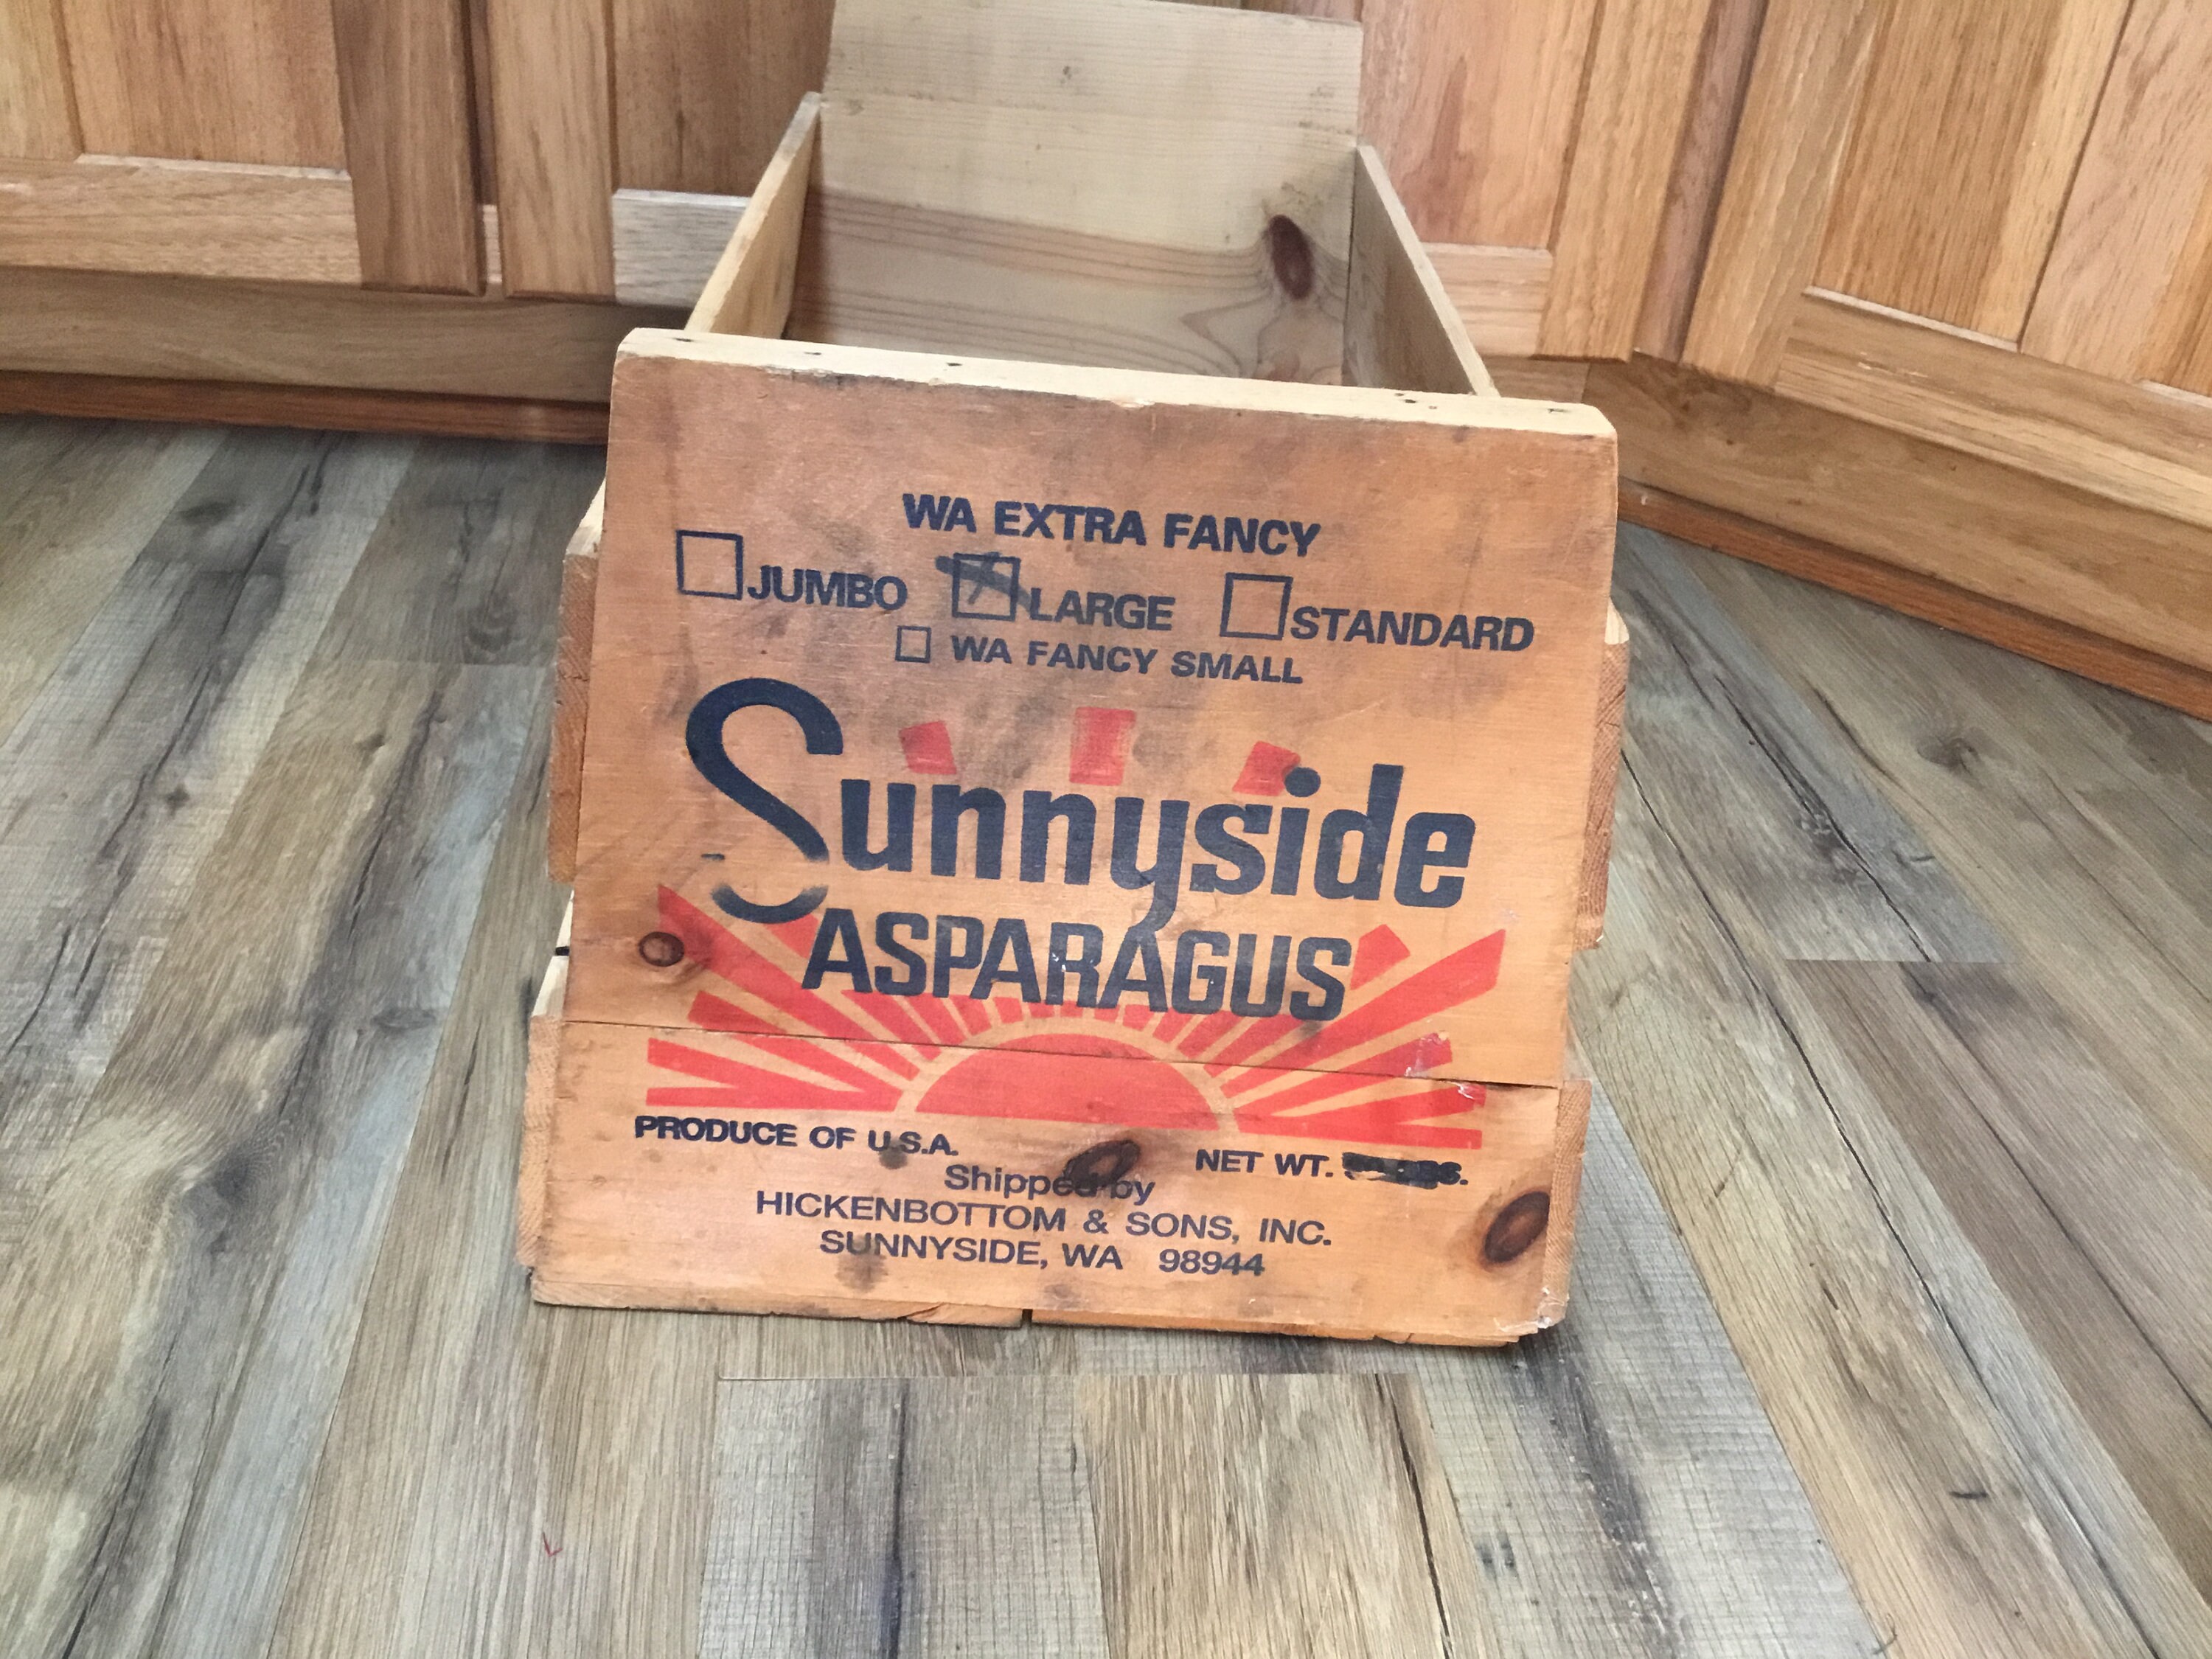 WA EXTRA FANCY
JUMBO LARGE STANDARD
WA FANCY SMALL
Sunnyside
ASPARAGUS
PRODUCE OF U.S.A.
NET WT.
Shipped by
HICKENBOTTOM & SONS, INC.
SUNNYSIDE, WA 98944